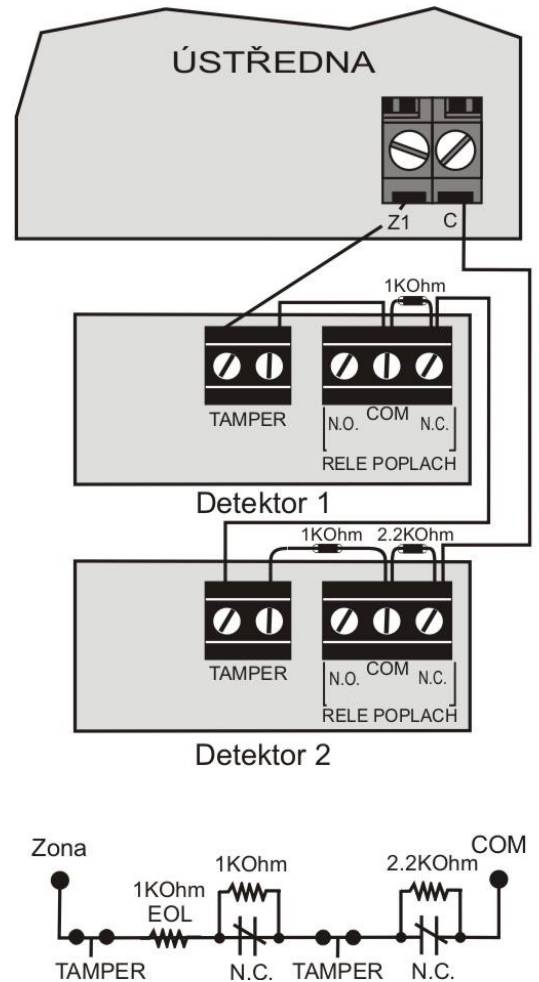 ÚSTŘEDNA
Z1 C
1KOhm
TAMPER
N.O. COM N.C.
RELE POPLACH
Detektor 1
1KOhm 2.2KOhm
TAMPER
N.O. COM N.C.
RELE POPLACH
Detektor 2
Zona COM
1KOhm 2.2KOhm
1KOhm
EOL
TAMPER N.C. TAMPER N.C.